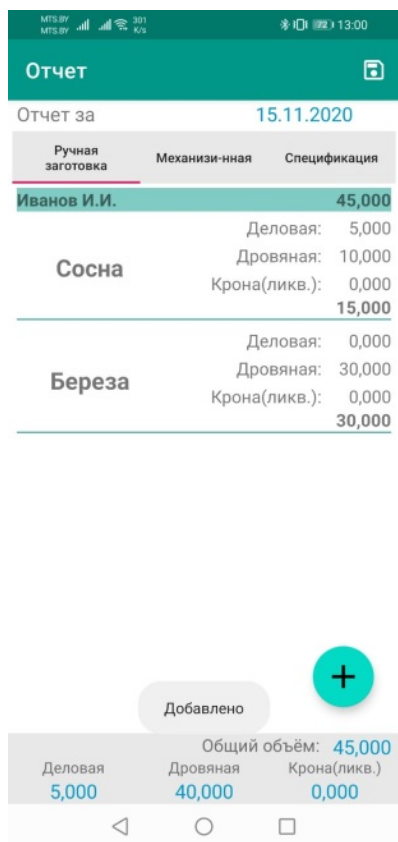 MTS.BY 301
MTS.BY K/s 72 13:00
Отчет
Отчет за 15.11.2020
Ручная заготовка Механизи-нная Спецификация
Иванов И.И. 45,000
Сосна
Деловая: 5,000
Дровяная: 10,000
Крона(ликв.): 0,000
15,000
Береза
Деловая: 0,000
Дровяная: 30,000
Крона(ликв.): 0,000
30,000
+
Добавлено
Общий объём: 45,000
Деловая Дровяная Крона(ликв.)
5,000 40,000 0,000